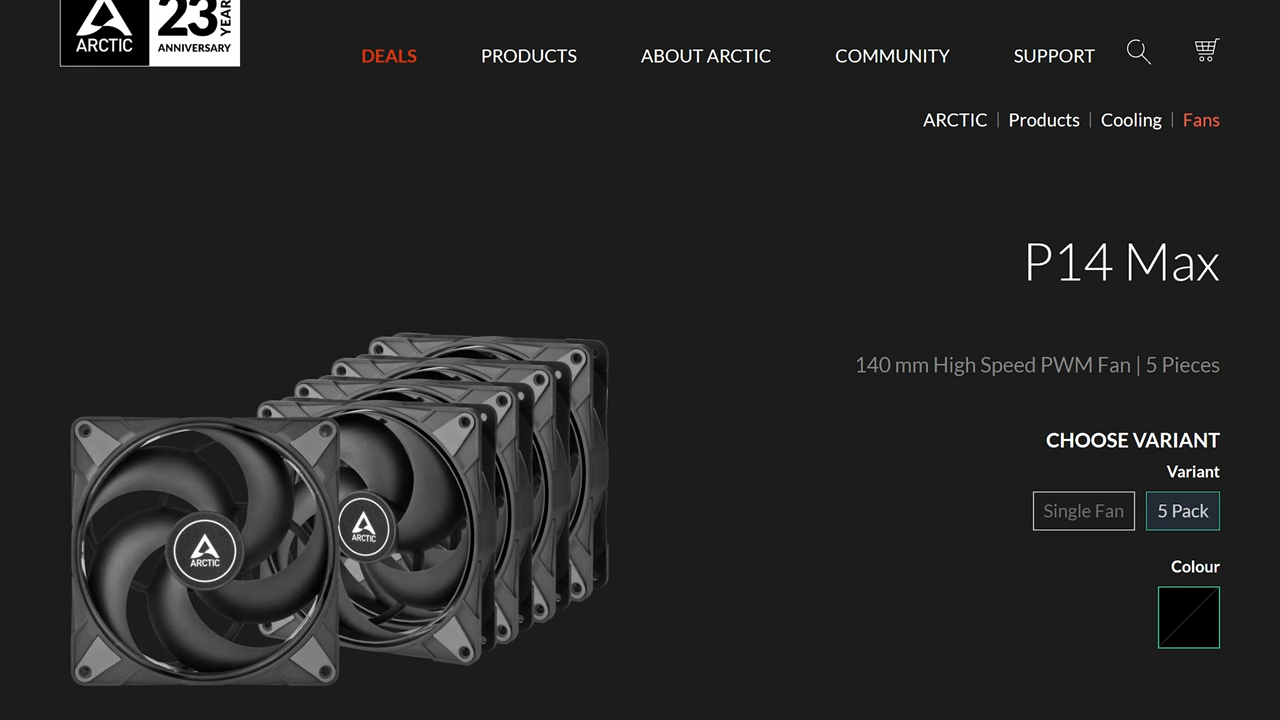 ARCTIC
23 YEAR
ANNIVERSARY
DEALS PRODUCTS ABOUT ARCTIC COMMUNITY SUPPORT
ARCTIC | Products | Cooling | Fans
P14 Max
140 mm High Speed PWM Fan | 5 Pieces
CHOOSE VARIANT
Variant
Single Fan 5 Pack
Colour
ARCTIC
ARCTIC